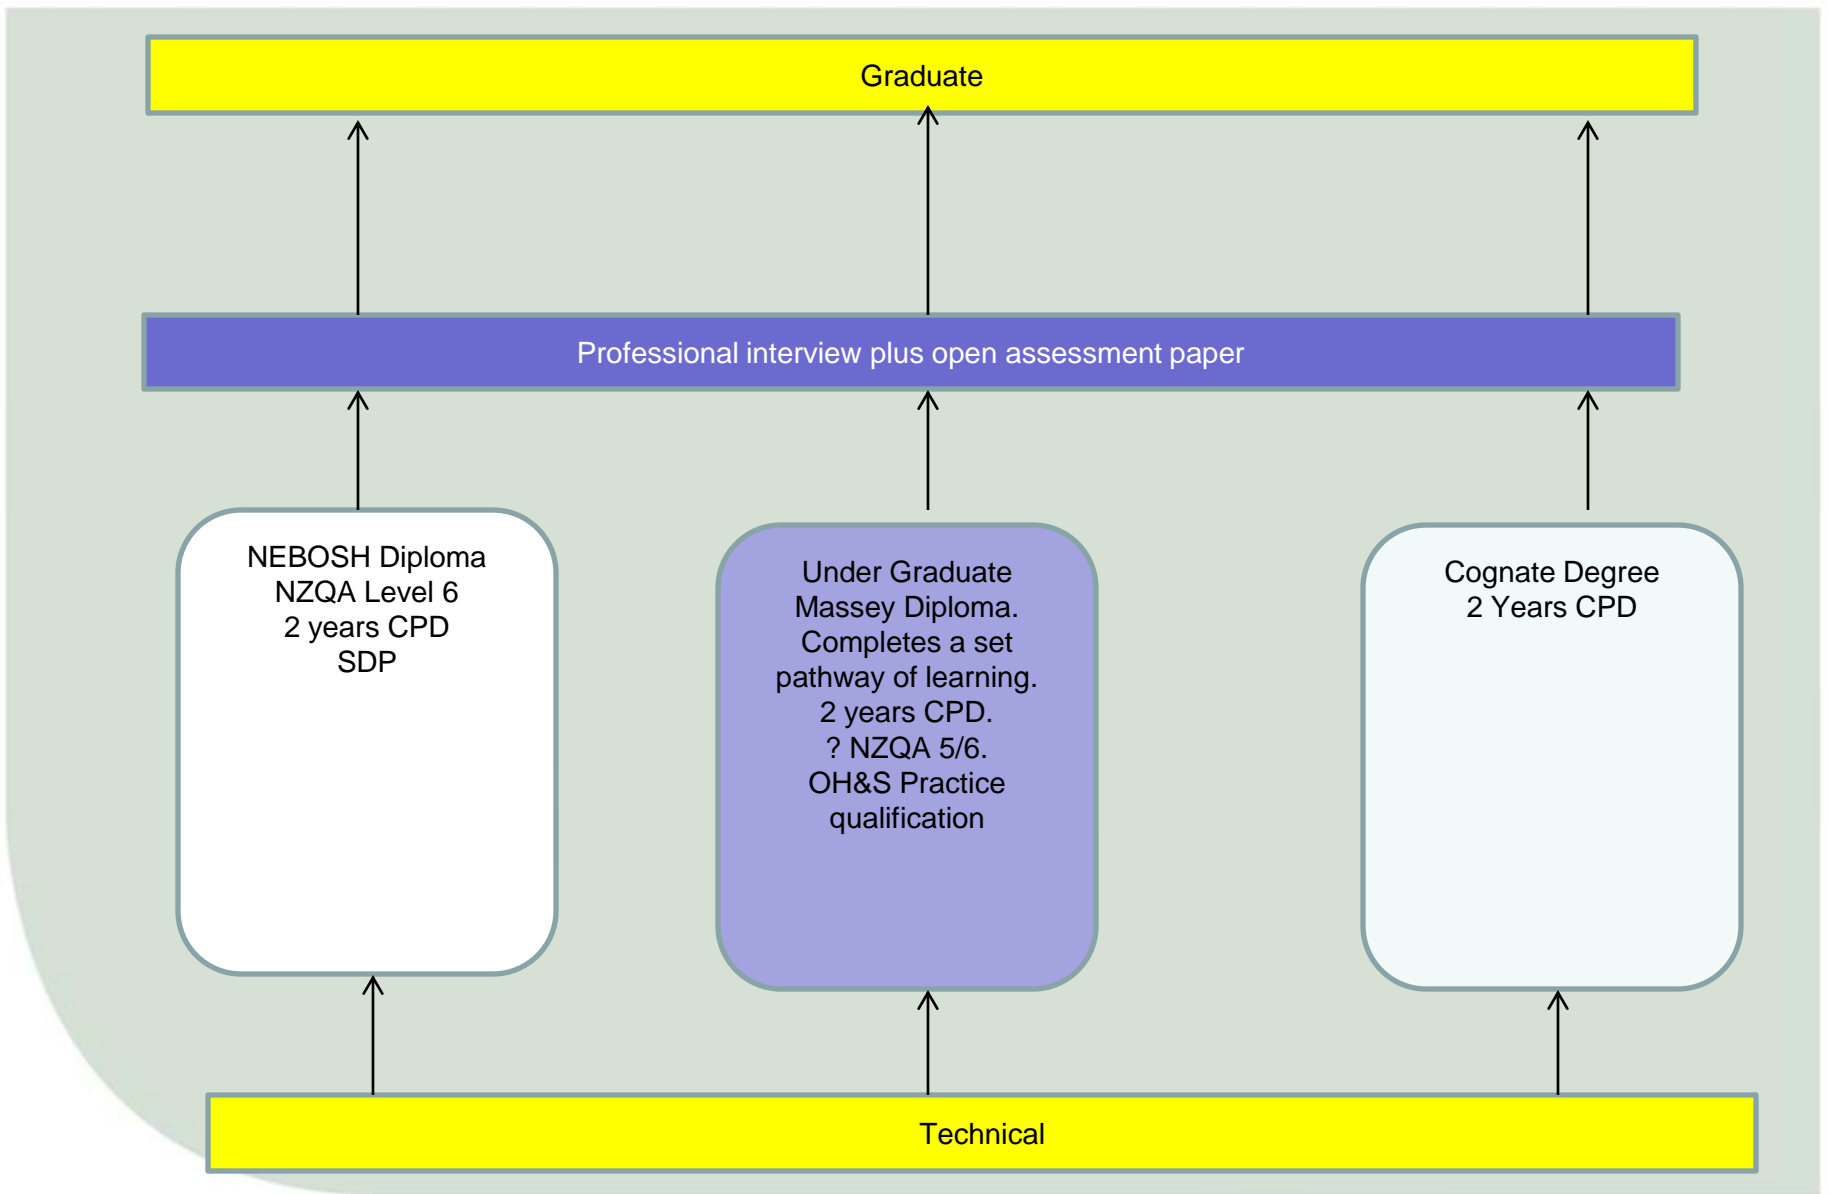 Graduate
Professional interview plus open assessment paper
NEBOSH Diploma
NZQA Level 6
2 years CPD
SDP
Under Graduate
Massey Diploma.
Completes a set
pathway of learning.
2 years CPD.
? NZQA 5/6.
OH&S Practice
qualification
Cognate Degree
2 Years CPD
Technical